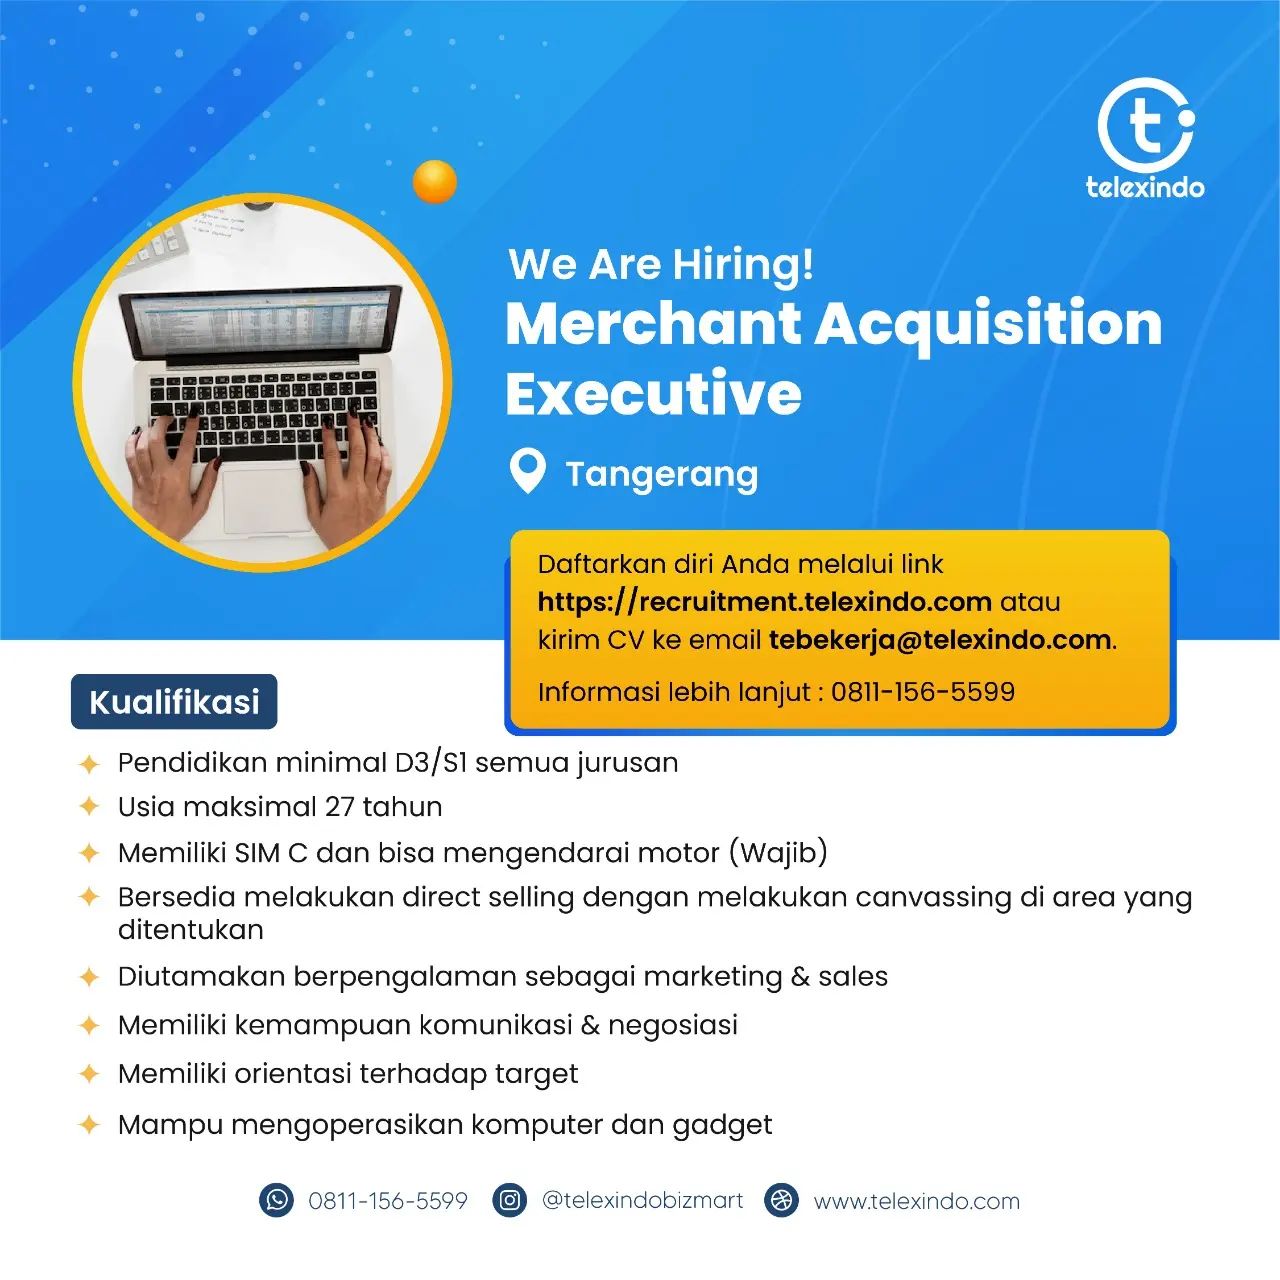 telexindo
We Are Hiring!
Merchant Acquisition
Executive
Tangerang
Daftarkan diri Anda melalui link
https://recruitment.telexindo.com atau
kirim CV ke email tebekerja@telexindo.com.
Informasi lebih lanjut : 0811-156-5599
Kualifikasi
Pendidikan minimal D3/S1 semua jurusan
Usia maksimal 27 tahun
Memiliki SIM C dan bisa mengendarai motor (Wajib)
Bersedia melakukan direct selling dengan melakukan canvassing di area yang
ditentukan
Diutamakan berpengalaman sebagai marketing & sales
Memiliki kemampuan komunikasi & negosiasi
Memiliki orientasi terhadap target
Mampu mengoperasikan komputer dan gadget
0811-156-5599 @telexindobizmart www.telexindo.com